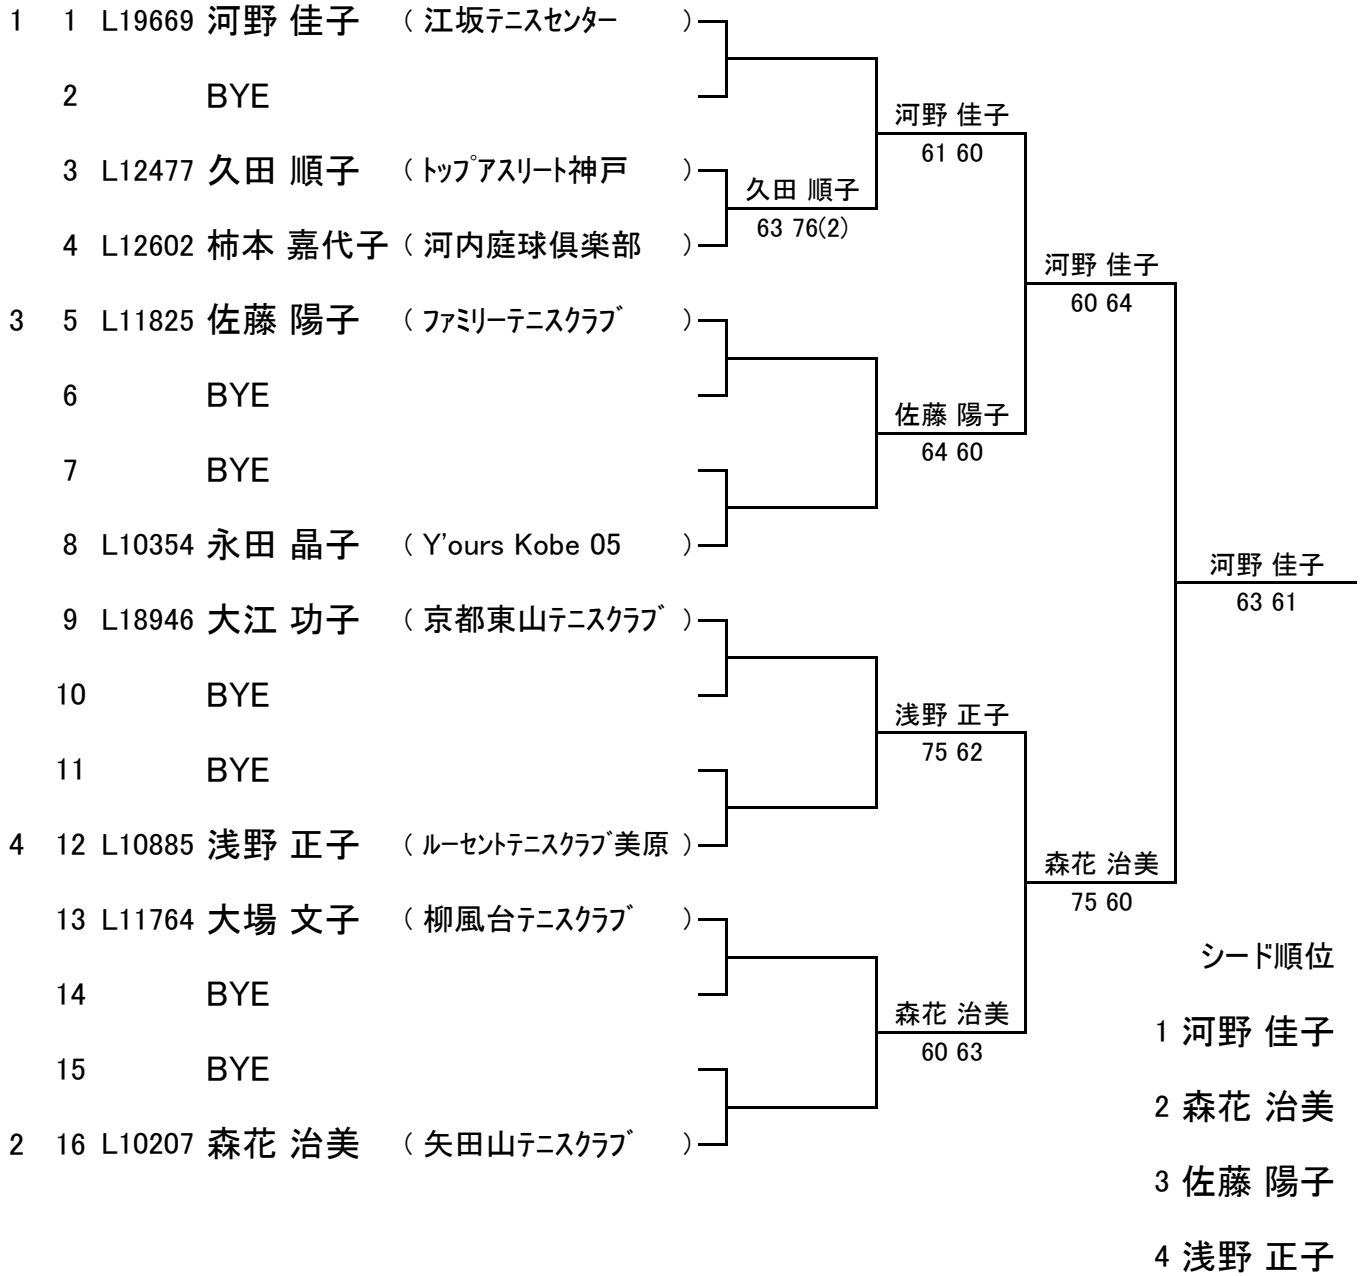 1 1 L19669 河野 佳子 ( 江坂テニスセンター )
2 BYE
河野 佳子
61 60
3 L12477 久田 順子 ( トップアスリート神戸 )
久田 順子
63 76(2)
4 L12602 柿本 嘉代子 ( 河内庭球倶楽部 )
河野 佳子
60 64
3 5 L11825 佐藤 陽子 ( ファミリーテニスクラブ )
6 BYE
佐藤 陽子
64 60
7 BYE
8 L10354 永田 晶子 ( Y'ours Kobe 05 )
河野 佳子
63 61
9 L18946 大江 功子 ( 京都東山テニスクラブ )
10 BYE
浅野 正子
75 62
11 BYE
4 12 L10885 浅野 正子 ( ルーセントテニスクラブ美原 )
森花 治美
75 60
13 L11764 大場 文子 ( 柳風台テニスクラブ )
14 BYE
森花 治美
60 63
15 BYE
2 16 L10207 森花 治美 ( 矢田山テニスクラブ )
シード順位
1 河野 佳子
2 森花 治美
3 佐藤 陽子
4 浅野 正子